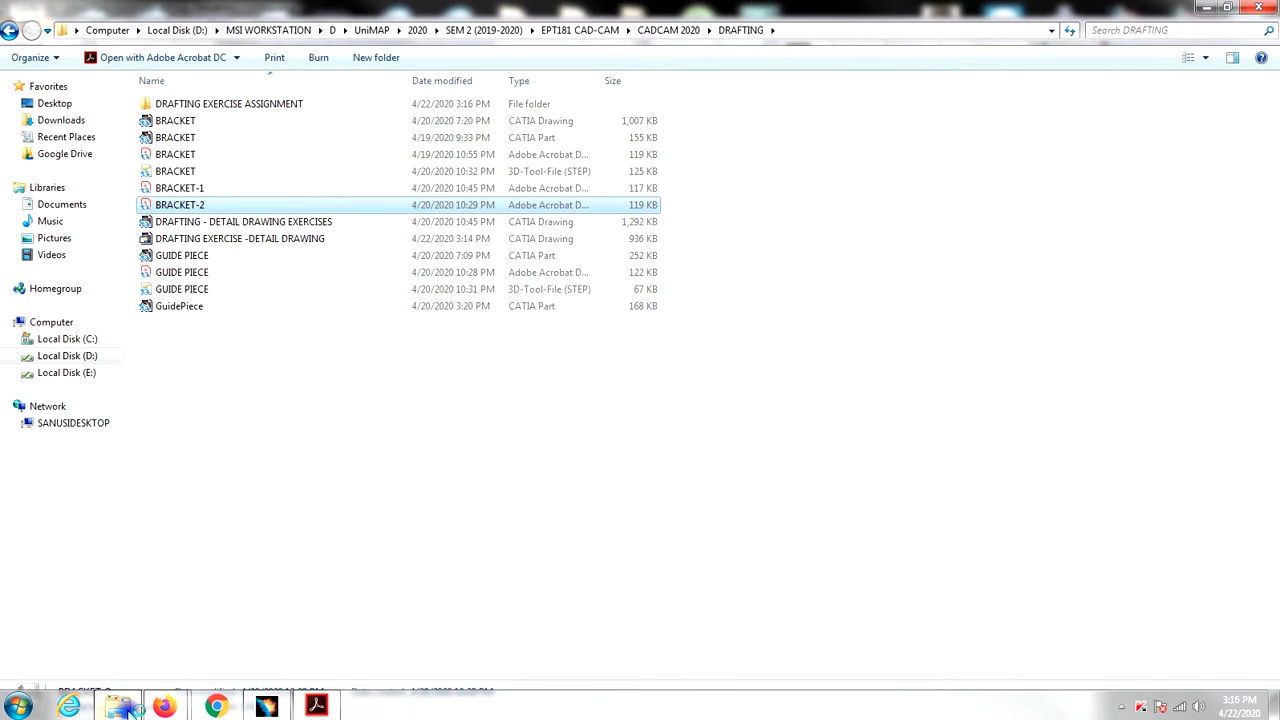 Computer Local Disk (D:) MSI WORKSTATION D UniMAP 2020 SEM 2 (2019-2020) EPT181 CAD-CAM CADCAM 2020 DRAFTING Search DRAFTING
Organize Open with Adobe Acrobat DC Print Burn New folder
Name Date modified Type Size
Favorites
Desktop
Downloads
Recent Places
Google Drive
Libraries
Documents
Music
Pictures
Videos
Homegroup
Computer
Local Disk (C:)
Local Disk (D:)
Local Disk (E:)
Network
SANUSIDESKTOP
DRAFTING EXERCISE ASSIGNMENT 4/22/2020 3:16 PM File folder
BRACKET 4/20/2020 7:20 PM CATIA Drawing 1,007 KB
BRACKET 4/19/2020 9:33 PM CATIA Part 155 KB
BRACKET 4/19/2020 10:55 PM Adobe Acrobat D... 119 KB
BRACKET 4/20/2020 10:32 PM 3D-Tool-File (STEP) 125 KB
BRACKET-1 4/20/2020 10:45 PM Adobe Acrobat D... 117 KB
BRACKET-2 4/20/2020 10:29 PM Adobe Acrobat D... 119 KB
DRAFTING - DETAIL DRAWING EXERCISES 4/20/2020 10:45 PM CATIA Drawing 1,292 KB
DRAFTING EXERCISE -DETAIL DRAWING 4/22/2020 3:14 PM CATIA Drawing 936 KB
GUIDE PIECE 4/20/2020 7:09 PM CATIA Part 252 KB
GUIDE PIECE 4/20/2020 10:28 PM Adobe Acrobat D... 122 KB
GUIDE PIECE 4/20/2020 10:31 PM 3D-Tool-File (STEP) 67 KB
GuidePiece 4/20/2020 3:20 PM CATIA Part 168 KB
3:16 PM
4/22/2020